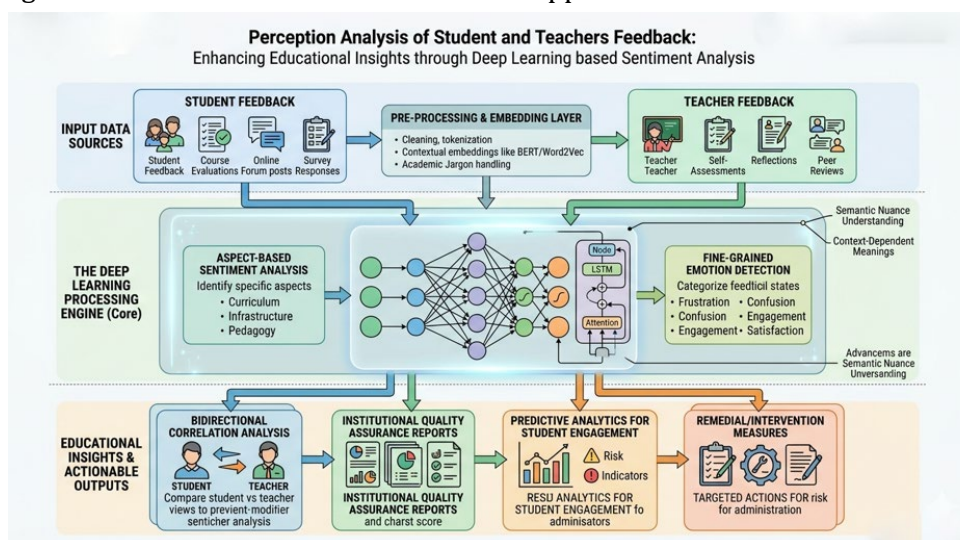 Perception Analysis of Student and Teachers Feedback:
Enhancing Educational Insights through Deep Learning based Sentiment Analysis
INPUT DATA
SOURCES
STUDENT FEEDBACK
Student
Feedback
Course
Evaluations
Online
Forum posts
Survey
Responses
PRE-PROCESSING & EMBEDDING LAYER
• Cleaning, tokenization
• Contextual embeddings like BERT/Word2Vec
• Academic Jargon handling
TEACHER FEEDBACK
Teacher
Teacher
Self-
Assessments
Reflections
Peer
Reviews
THE DEEP
LEARNING
PROCESSING
ENGINE (Core)
ASPECT-BASED
SENTIMENT ANALYSIS
Identify specific aspects
• Curriculum
• Infrastructure
• Pedagogy
Node
LSTM
Attention
Semantic Nuance
Understanding
Context-Dependent
Meanings
FINE-GRAINED
EMOTION DETECTION
Categorize feedticil states
• Frustration • Confusion
• Confusion • Engagement
• Engagement • Satisfaction
Advancems are
Semantic Nuance
Unversanding
EDUCATIONAL
INSIGHTS &
ACTIONABLE
OUTPUTS
BIDIRECTIONAL
CORRELATION ANALYSIS
STUDENT TEACHER
Compare student vs teacher
views to previent-modifier
senticher analysis
INSTITUTIONAL QUALITY
ASSURANCE REPORTS
INSTITUTIONAL QUALITY
ASSURANCE REPORTS
and charst score
PREDICTIVE ANALYTICS FOR
STUDENT ENGAGEMENT
Risk
Indicators
ANALYTICS FOR
STUDENT ENGAGEMENT fo
adminisators
REMEDIAL/INTERVENTION
MEASURES
TARGETED ACTIONS FOR risk
for administration